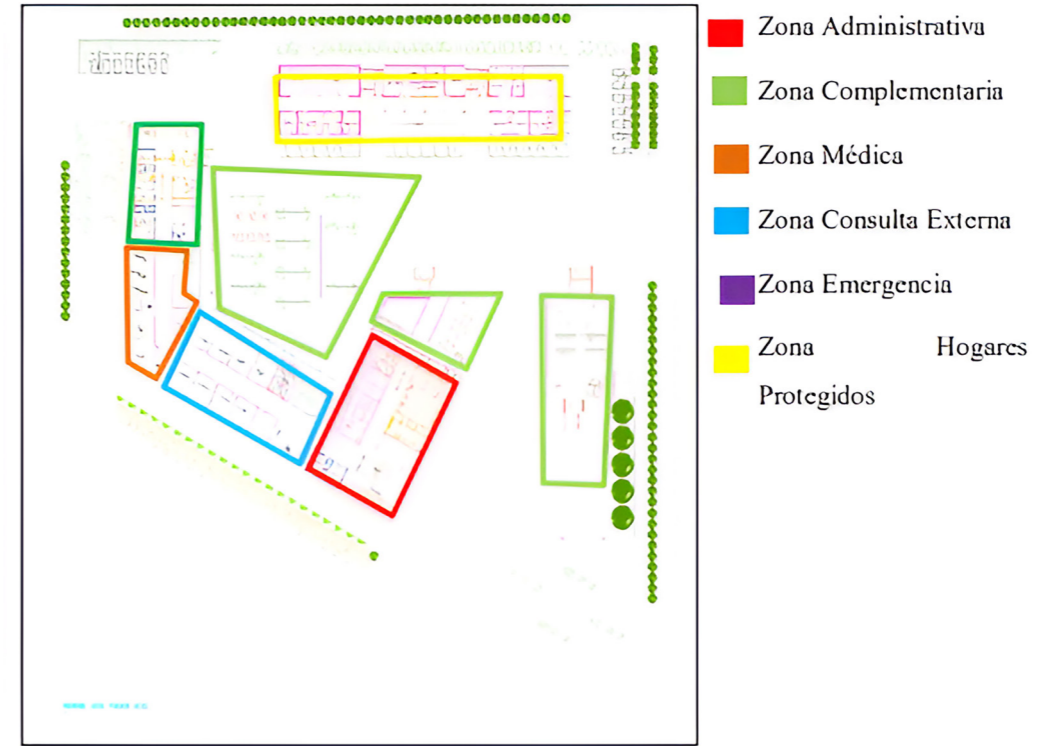 Zona Administrativa
Zona Complementaria
Zona Médica
Zona Consulta Externa
Zona Emergencia
Zona Hogares
Protegidos